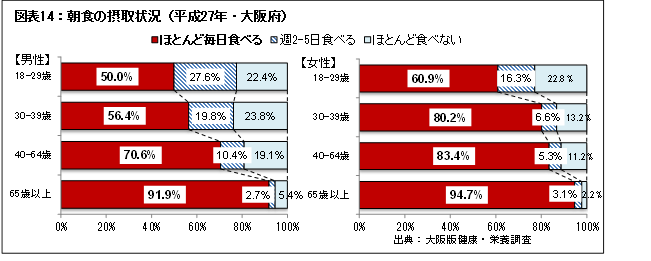 図表14：朝食の摂取状況（平成27年・大阪府）
ほとんど毎日食べる 週2-5日食べる ほとんど食べない
【男性】
18-29歳 50.0% 27.6% 22.4%
30-39歳 56.4% 19.8% 23.8%
40-64歳 70.6% 10.4% 19.1%
65歳以上 91.9% 2.7% 5.4%
0% 20% 40% 60% 80% 100%
【女性】
18-29歳 60.9% 16.3% 22.8%
30-39歳 80.2% 6.6% 13.2%
40-64歳 83.4% 5.3% 11.2%
65歳以上 94.7% 3.1% 2.2%
0% 20% 40% 60% 80% 100%
出典：大阪版健康・栄養調査